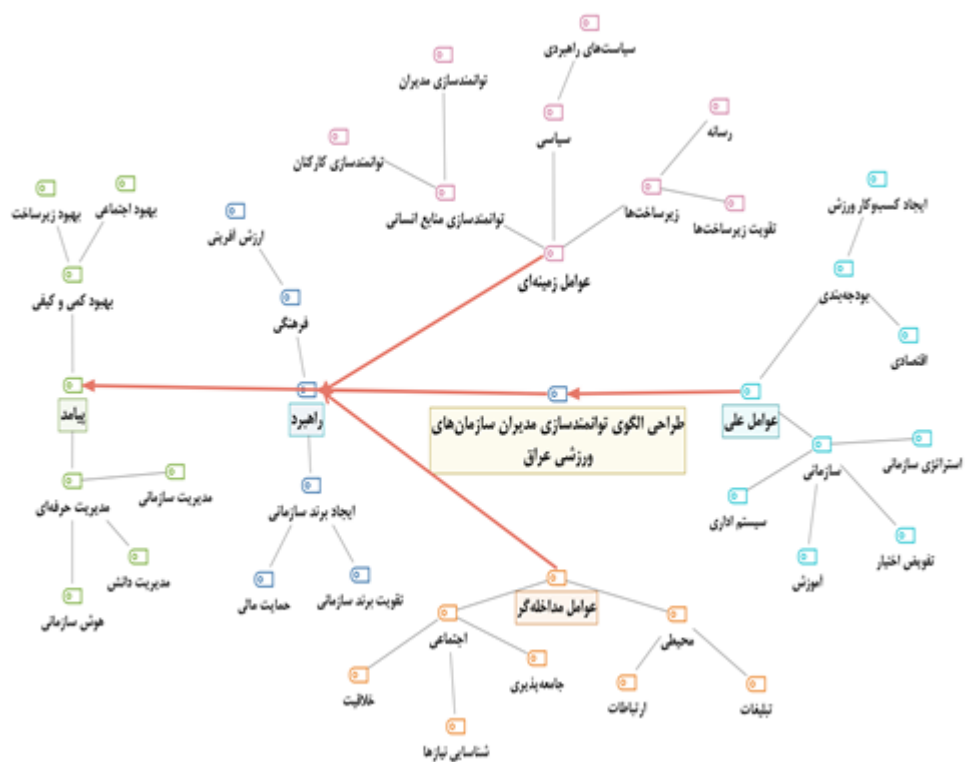 سیاست‌های راهبردی
توانمندسازی مدیران
رسانه
سیاسی
توانمندسازی کارکنان
ایجاد کسب‌وکار ورزش
زیرساخت‌ها
تقویت زیرساخت‌ها
توانمندسازی منابع انسانی
بهبود اجتماعی
بهبود زیرساخت
ارزش آفرینی
عوامل زمینه‌ای
بودجه‌بندی
بهبود کمی و کیفی
فرهنگی
اقتصادی
عوامل علی
طراحی الگوی توانمندسازی مدیران سازمان‌های
ورزشی عراق
راهبرد
پیامد
استراتژی سازمانی
سازمانی
سیستم اداری
تفویض اختیار
آموزش
ایجاد برند سازمانی
مدیریت سازمانی
مدیریت حرفه‌ای
تقویت برند سازمانی
حمایت مالی
مدیریت دانش
هوش سازمانی
عوامل مداخله‌گر
محیطی
اجتماعی
تبلیغات
ارتباطات
جامعه‌پذیری
خلاقیت
شناسایی نیازها